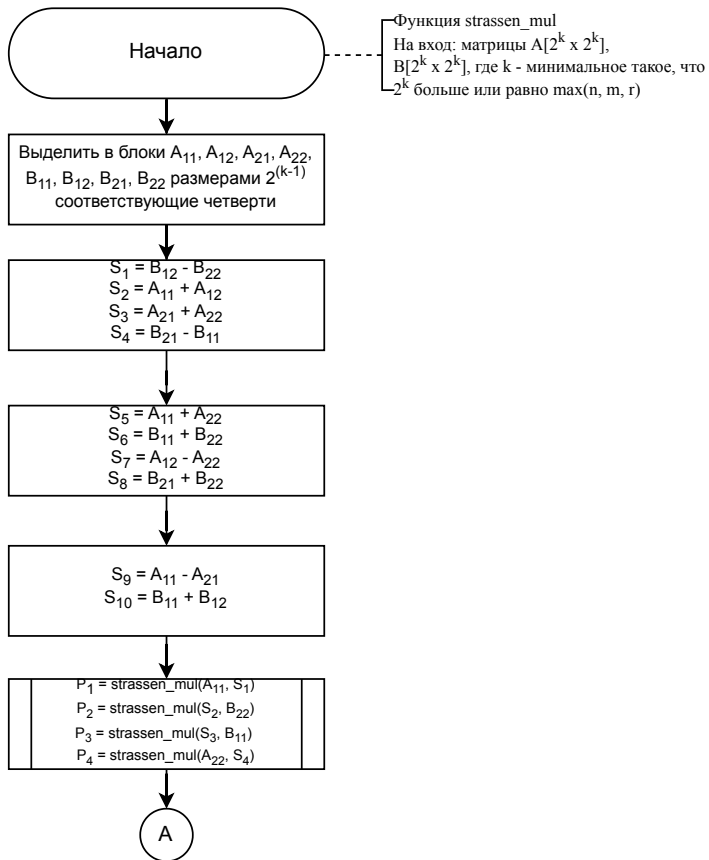 Начало
Функция strassen_mul
На вход: матрицы A[2^k x 2^k],
B[2^k x 2^k], где k - минимальное такое, что
2^k больше или равно max(n, m, r)
Выделить в блоки A₁₁, A₁₂, A₂₁, A₂₂,
B₁₁, B₁₂, B₂₁, B₂₂ размерами 2^(k-1)
соответствующие четверти
S₁ = B₁₂ - B₂₂
S₂ = A₁₁ + A₁₂
S₃ = A₂₁ + A₂₂
S₄ = B₂₁ - B₁₁
S₅ = A₁₁ + A₂₂
S₆ = B₁₁ + B₂₂
S₇ = A₁₂ - A₂₂
S₈ = B₂₁ + B₂₂
S₉ = A₁₁ - A₂₁
S₁₀ = B₁₁ + B₁₂
P₁ = strassen_mul(A₁₁, S₁)
P₂ = strassen_mul(S₂, B₂₂)
P₃ = strassen_mul(S₃, B₁₁)
P₄ = strassen_mul(A₂₂, S₄)
A